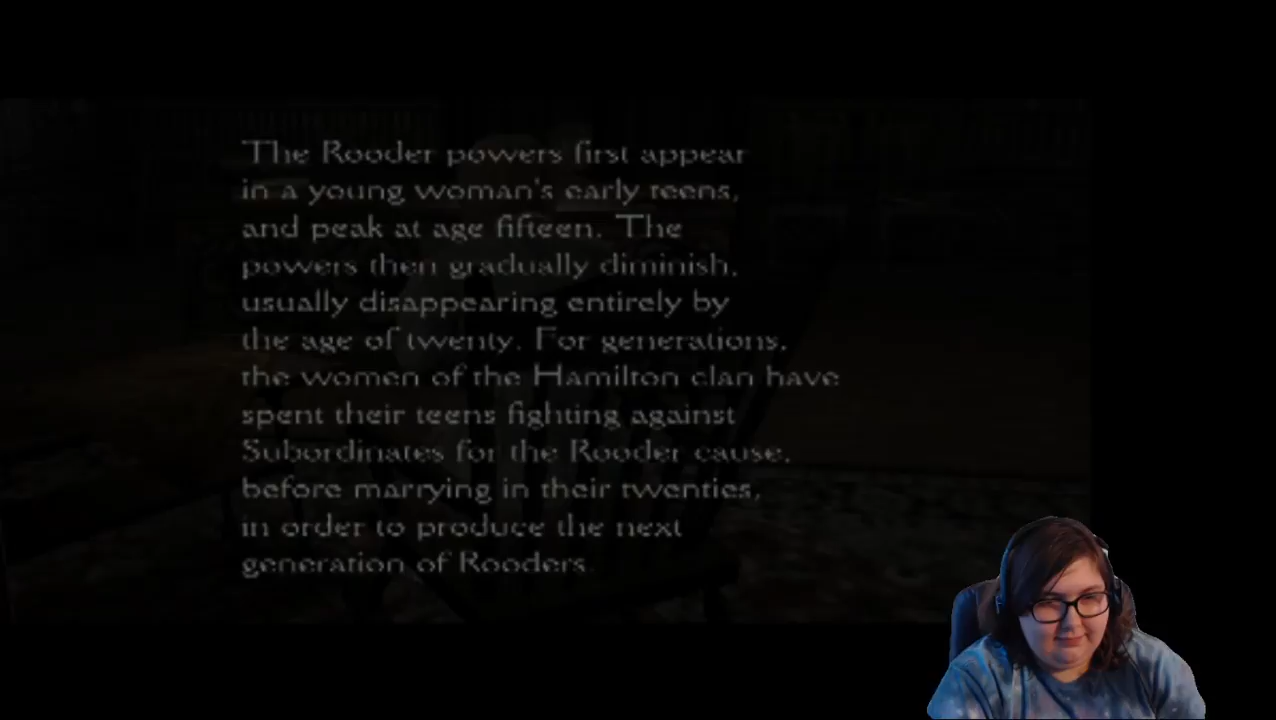 The Rooder powers first appear
in a young woman's early teens,
and peak at age fifteen. The
powers then gradually diminish,
usually disappearing entirely by
the age of twenty. For generations,
the women of the Hamilton clan have
spent their teens fighting against
Subordinates for the Rooder cause,
before marrying in their twenties,
in order to produce the next
generation of Rooders.